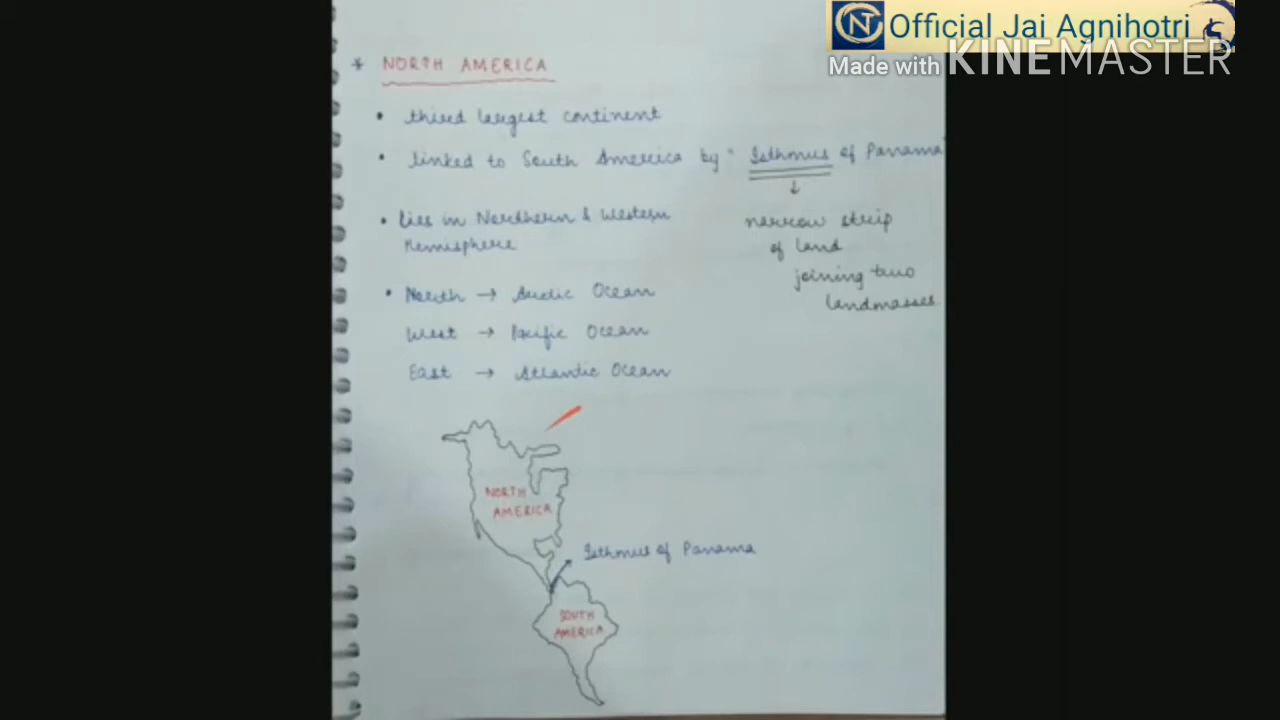 Official Jai Agnihotri
Made with KINEMASTER
* NORTH AMERICA
• third largest continent
• linked to South America by "Isthmus of Panama"
↓
narrow strip
of land
joining two
landmasses
• lies in Northern & Western
Hemisphere
• North → Arctic Ocean
West → Pacific Ocean
East → Atlantic Ocean
NORTH
AMERICA
Isthmus of Panama
SOUTH
AMERICA